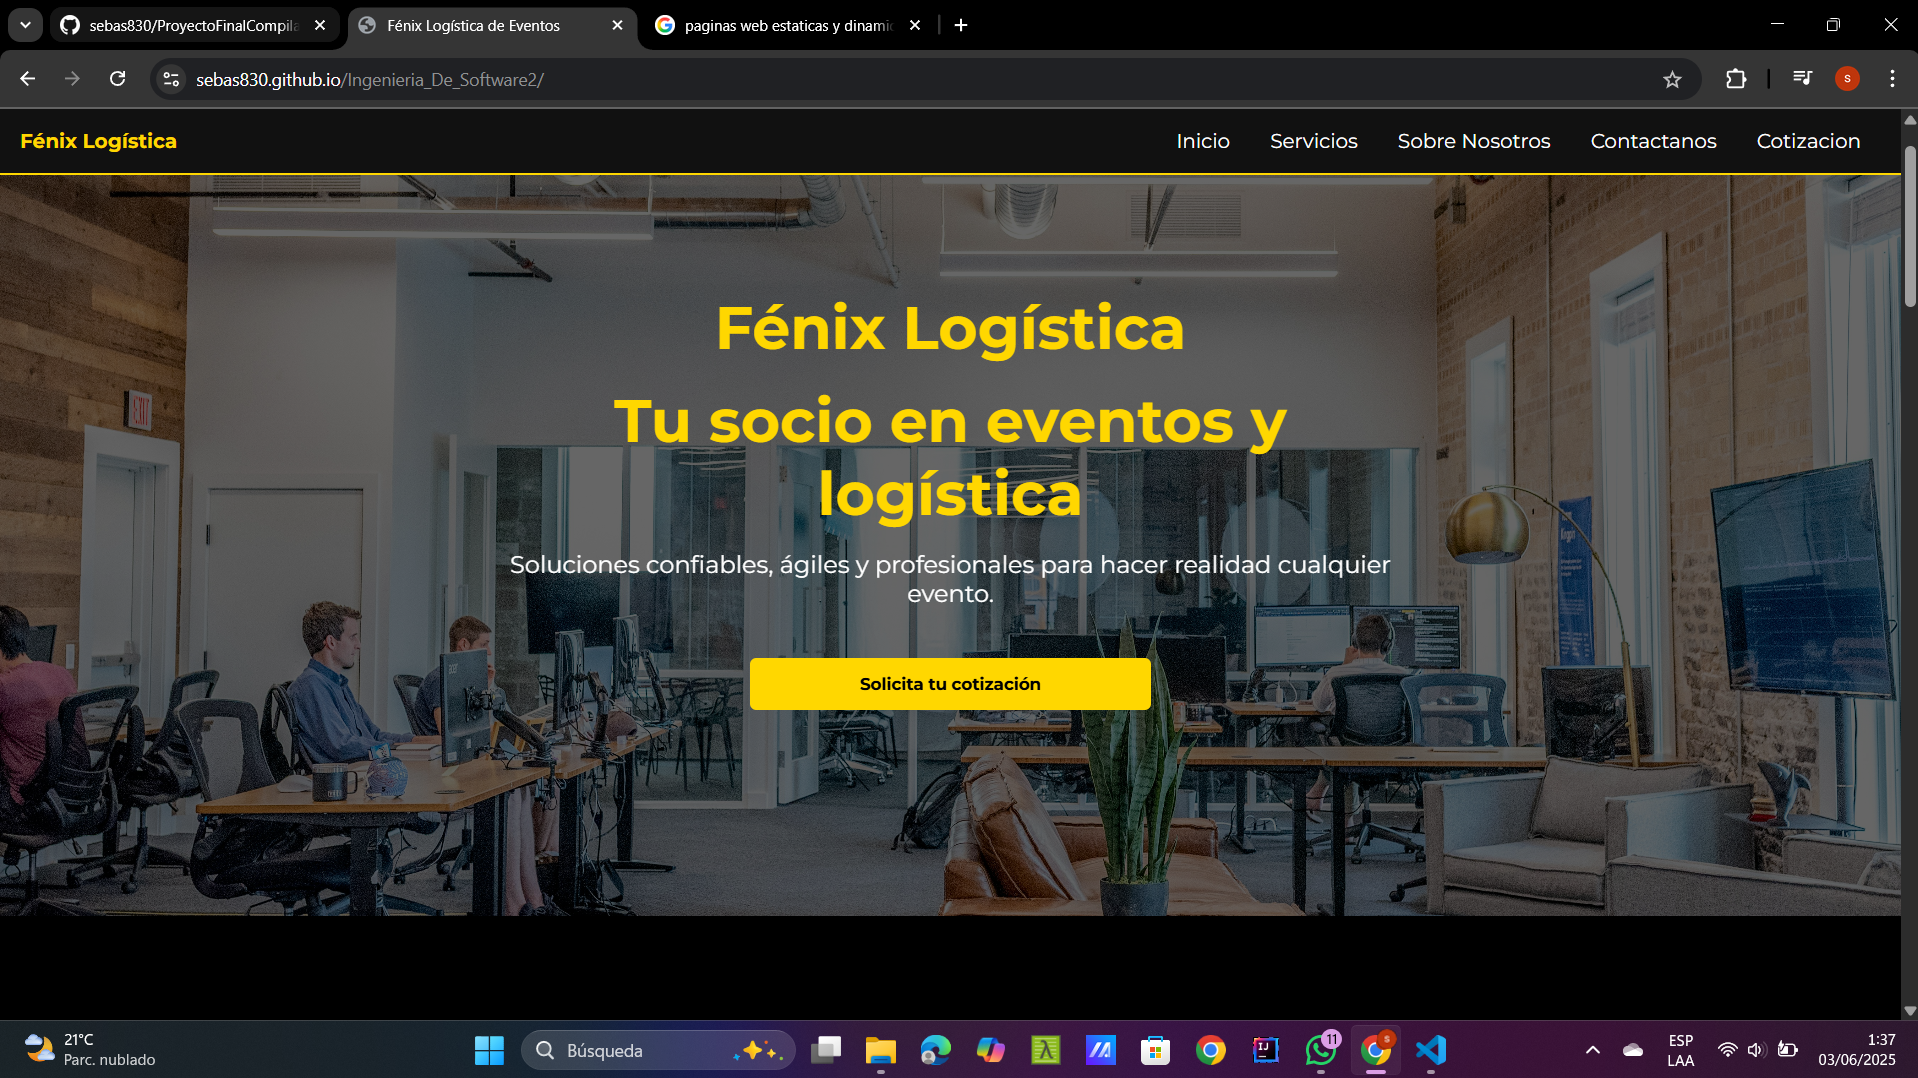 sebas830/ProyectoFinalCompila
Fénix Logística de Eventos
paginas web estaticas y dinamic
sebas830.github.io/Ingenieria_De_Software2/
S
Fénix Logística
Inicio
Servicios
Sobre Nosotros
Contactanos
Cotizacion
EXIT
Fénix Logística
Tu socio en eventos y
logística
Soluciones confiables, ágiles y profesionales para hacer realidad cualquier
evento.
Solicita tu cotización
21°C
Parc. nublado
Búsqueda
IJ
11
S
ESP
LAA
1:37
03/06/2025